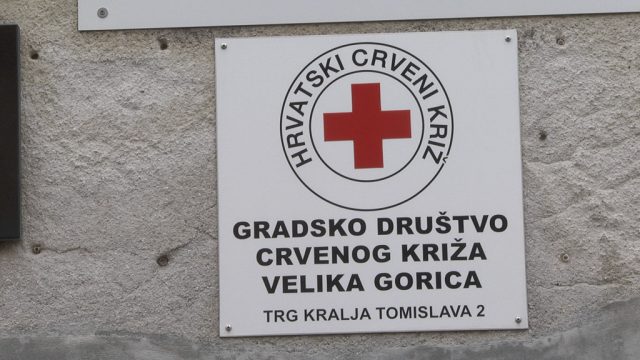 HRVATSKI CRVENI KRIŽ
GRADSKO DRUŠTVO
CRVENOG KRIŽA
VELIKA GORICA
TRG KRALJA TOMISLAVA 2